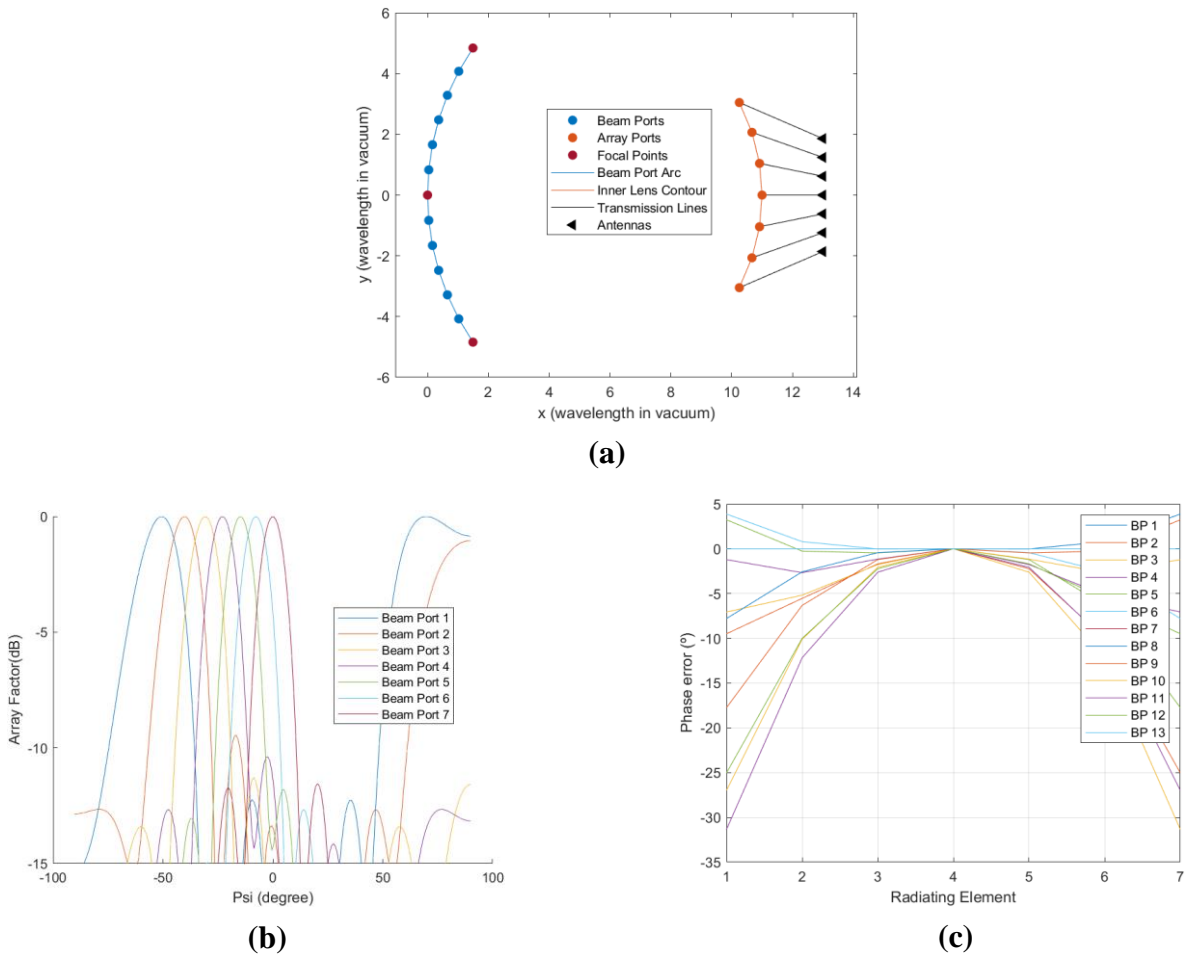 6
4
2
0
-2
-4
-6
y (wavelength in vacuum)
Beam Ports
Array Ports
Focal Points
Beam Port Arc
Inner Lens Contour
Transmission Lines
Antennas
0 2 4 6 8 10 12 14
x (wavelength in vacuum)
(a)
0
-5
-10
-15
Array Factor(dB)
Beam Port 1
Beam Port 2
Beam Port 3
Beam Port 4
Beam Port 5
Beam Port 6
Beam Port 7
-100 -50 0 50 100
Psi (degree)
(b)
5
0
-5
-10
-15
-20
-25
-30
-35
Phase error (º)
BP 1
BP 2
BP 3
BP 4
BP 5
BP 6
BP 7
BP 8
BP 9
BP 10
BP 11
BP 12
BP 13
1 2 3 4 5 6 7
Radiating Element
(c)